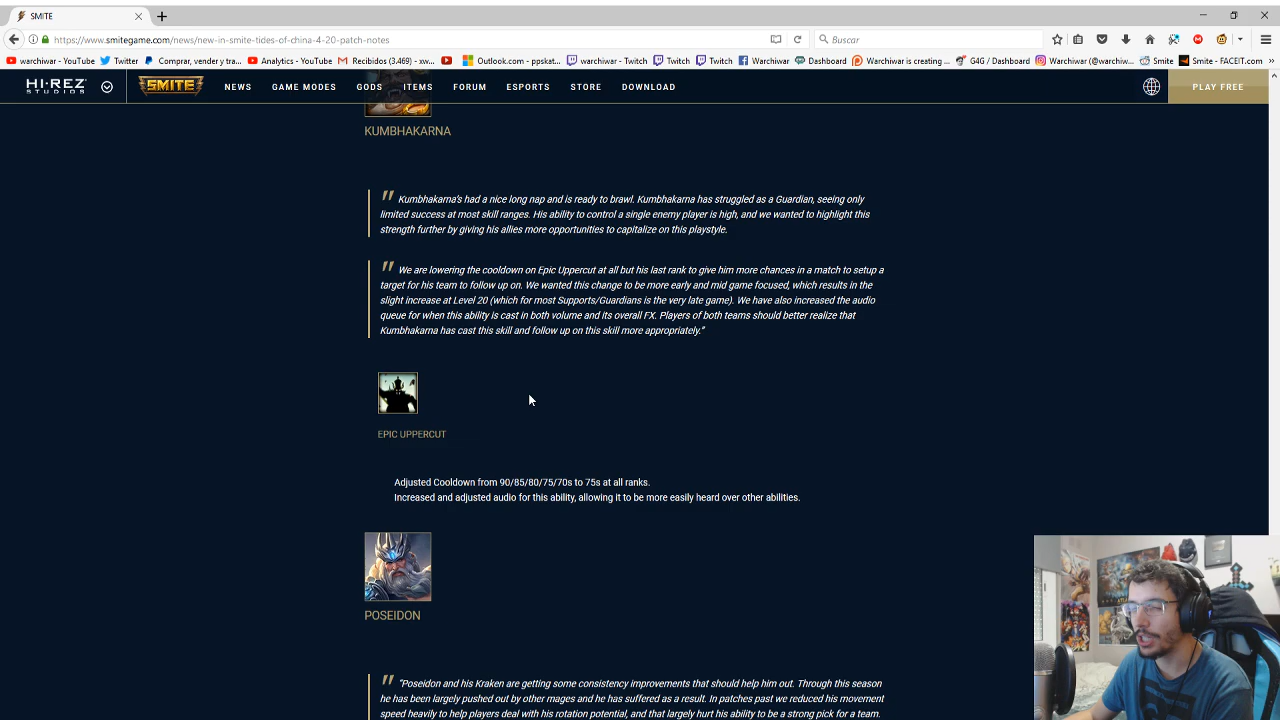 SMITE
https://www.smitegame.com/news/new-in-smite-tides-of-china-4-20-patch-notes
Buscar
warchiwar - YouTube
Twitter
Comprar, vender y tra...
Analytics - YouTube
Recibidos (3.469) - xw...
Outlook.com - ppskat...
warchiwar - Twitch
Twitch
Twitch
Warchiwar
Dashboard
Warchiwar is creating ...
G4G / Dashboard
Warchiwar (@warchiw...
Smite
Smite - FACEIT.com
»
HI-REZ
STUDIOS
SMITE
NEWS
GAME MODES
GODS
ITEMS
FORUM
ESPORTS
STORE
DOWNLOAD
PLAY FREE
KUMBHAKARNA
" Kumbhakarna's had a nice long nap and is ready to brawl. Kumbhakarna has struggled as a Guardian, seeing only
limited success at most skill ranges. His ability to control a single enemy player is high, and we wanted to highlight this
strength further by giving his allies more opportunities to capitalize on this playstyle.
" We are lowering the cooldown on Epic Uppercut at all but his last rank to give him more chances in a match to setup a
target for his team to follow up on. We wanted this change to be more early and mid game focused, which results in the
slight increase at Level 20 (which for most Supports/Guardians is the very late game). We have also increased the audio
queue for when this ability is cast in both volume and its overall FX. Players of both teams should better realize that
Kumbhakarna has cast this skill and follow up on this skill more appropriately."
EPIC UPPERCUT
Adjusted Cooldown from 90/85/80/75/70s to 75s at all ranks.
Increased and adjusted audio for this ability, allowing it to be more easily heard over other abilities.
POSEIDON
" "Poseidon and his Kraken are getting some consistency improvements that should help him out. Through this season
he has been largely pushed out by other mages and he has suffered as a result. In patches past we reduced his movement
speed heavily to help players deal with his rotation potential, and that largely hurt his ability to be a strong pick for a team.